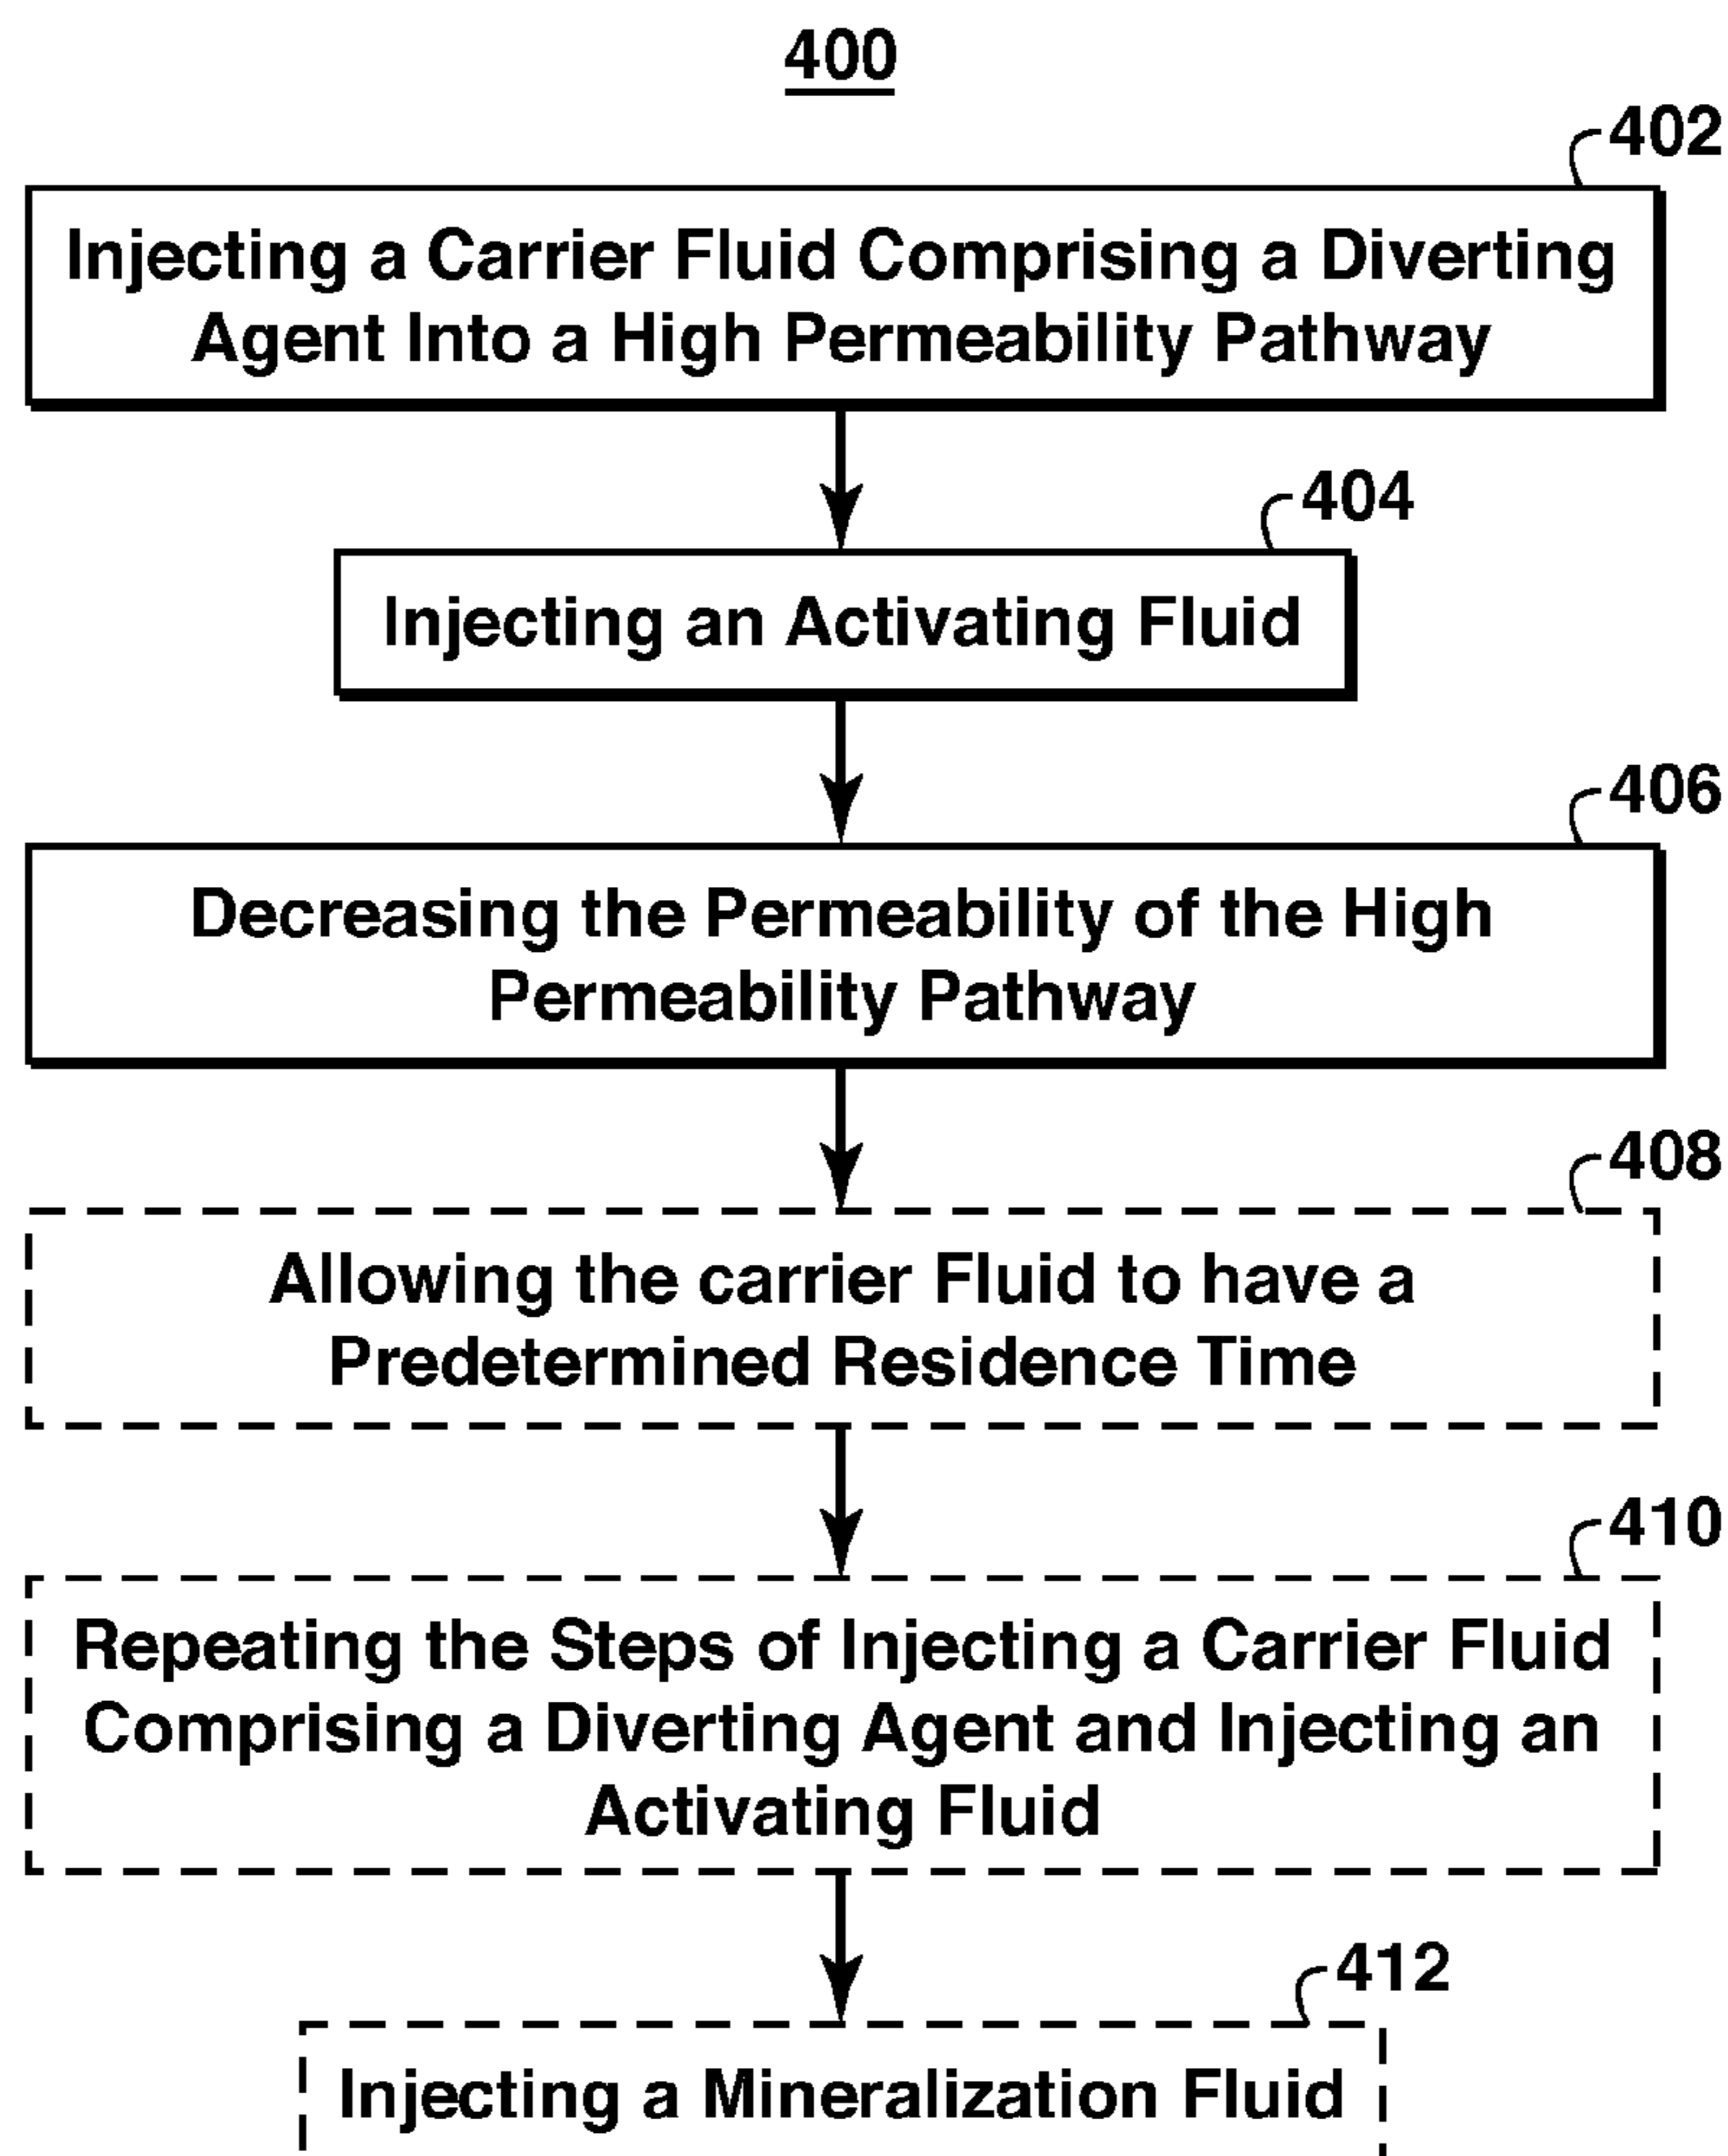 400
402
Injecting a Carrier Fluid Comprising a Diverting
Agent Into a High Permeability Pathway
404
Injecting an Activating Fluid
406
Decreasing the Permeability of the High
Permeability Pathway
408
Allowing the carrier Fluid to have a
Predetermined Residence Time
410
Repeating the Steps of Injecting a Carrier Fluid
Comprising a Diverting Agent and Injecting an
Activating Fluid
412
Injecting a Mineralization Fluid